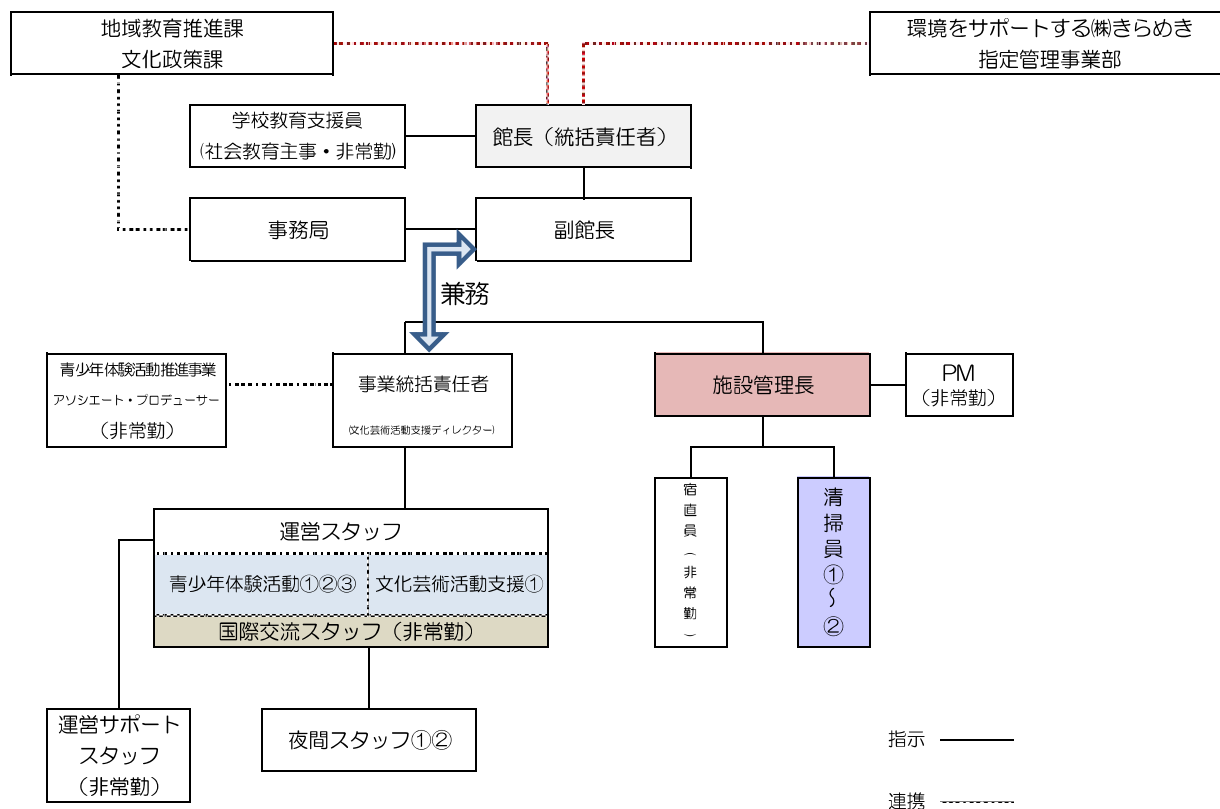 地域教育推進課
文化政策課
環境をサポートする㈱きらめき
指定管理事業部
学校教育支援員
(社会教育主事・非常勤)
館長（統括責任者）
事務局
副館長
兼務
青少年体験活動推進事業
アソシエート・プロデューサー
（非常勤）
事業統括責任者
(文化芸術活動支援ディレクター)
施設管理長
PM
（非常勤）
宿直員（非常勤）
清掃員①～②
運営スタッフ
青少年体験活動①②③
文化芸術活動支援①
国際交流スタッフ（非常勤）
運営サポート
スタッフ
（非常勤）
夜間スタッフ①②
指示
連携